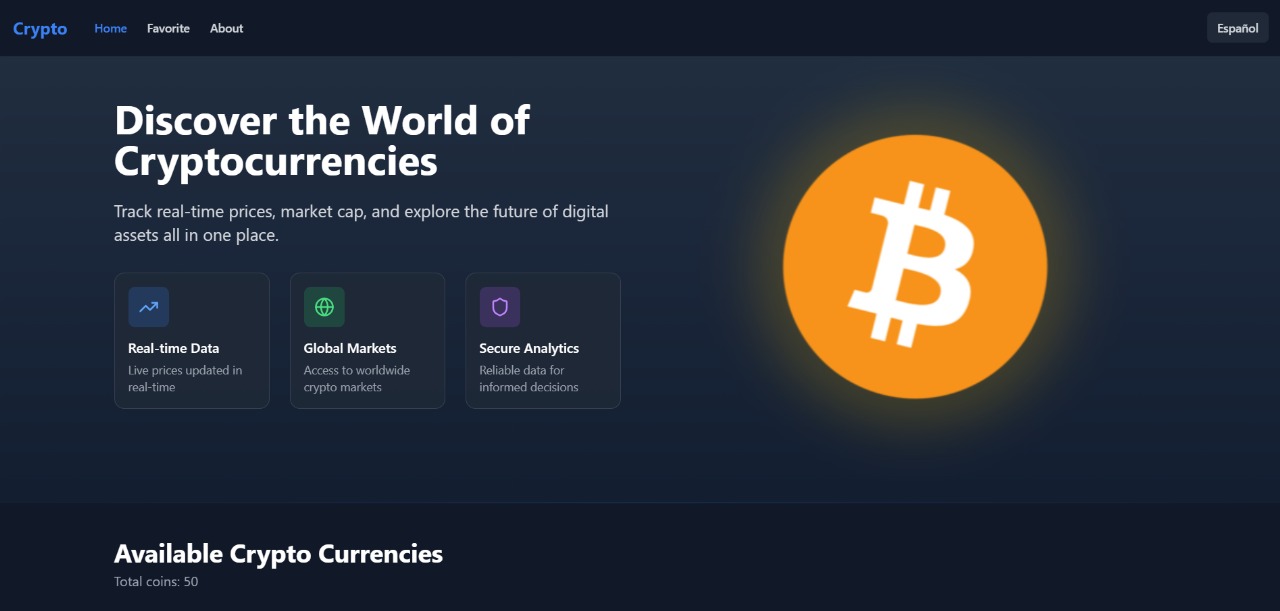 Crypto
Home
Favorite
About
Español
Discover the World of
Cryptocurrencies
Track real-time prices, market cap, and explore the future of digital
assets all in one place.
Real-time Data
Live prices updated in
real-time
Global Markets
Access to worldwide
crypto markets
Secure Analytics
Reliable data for
informed decisions
Available Crypto Currencies
Total coins: 50